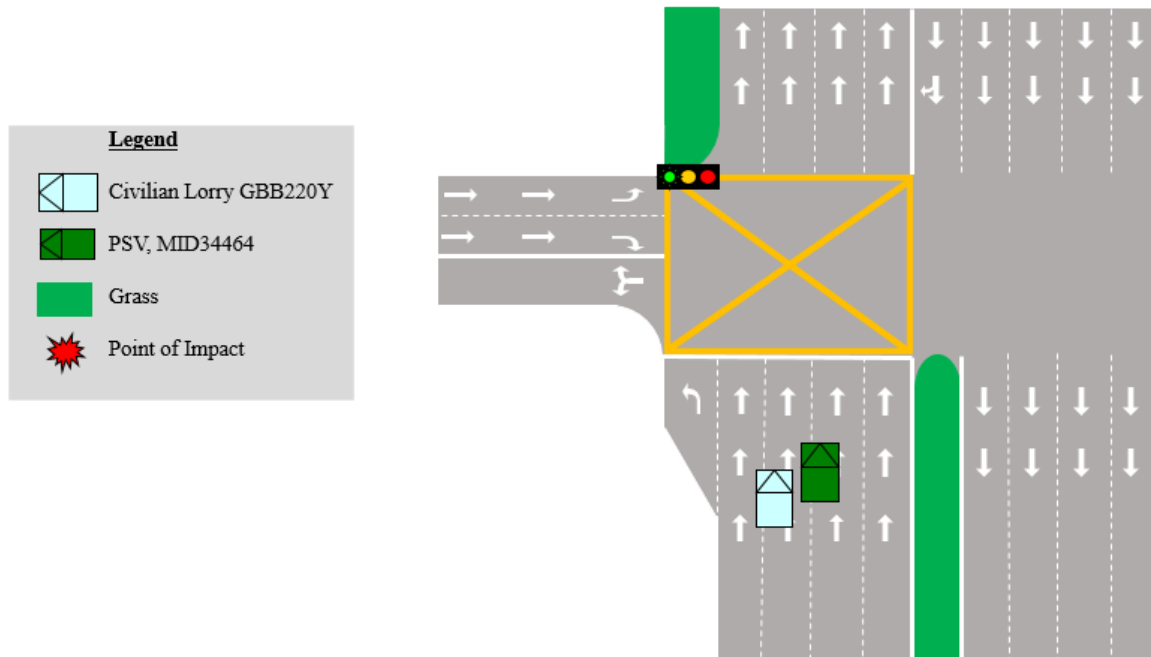 Legend
Civilian Lorry GBB220Y
PSV, MID34464
Grass
Point of Impact